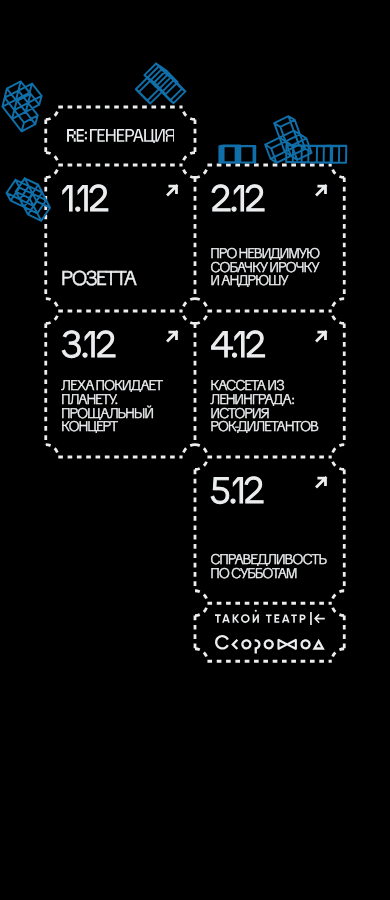 RE: ГЕНЕРАЦИЯ
1.12
РОЗЕТТА
2.12
ПРО НЕВИДИМУЮ
СОБАЧКУ ИРОЧКУ
И АНДРЮШУ
3.12
ЛЕХА ПОКИДАЕТ
ПЛАНЕТУ.
ПРОЩАЛЬНЫЙ
КОНЦЕРТ
4.12
КАССЕТА ИЗ
ЛЕНИНГРАДА:
ИСТОРИЯ
РОК-ДИЛЕТАНТОВ
5.12
СПРАВЕДЛИВОСТЬ
ПО СУББОТАМ
ТАКОЙ ТЕАТР
Скороход